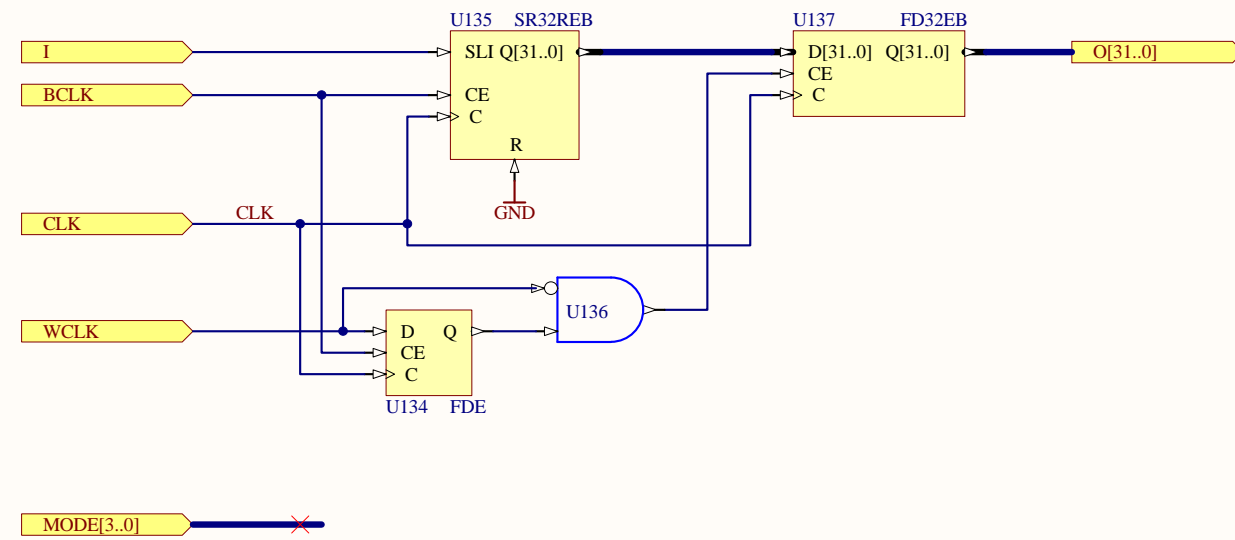 U135 SR32REB
U137 FD32EB
I
SLI Q[31..0]
D[31..0] Q[31..0]
O[31..0]
CE
BCLK
CE
C
C
R
GND
CLK
CLK
U136
WCLK
D Q
CE
C
U134 FDE
MODE[3..0]